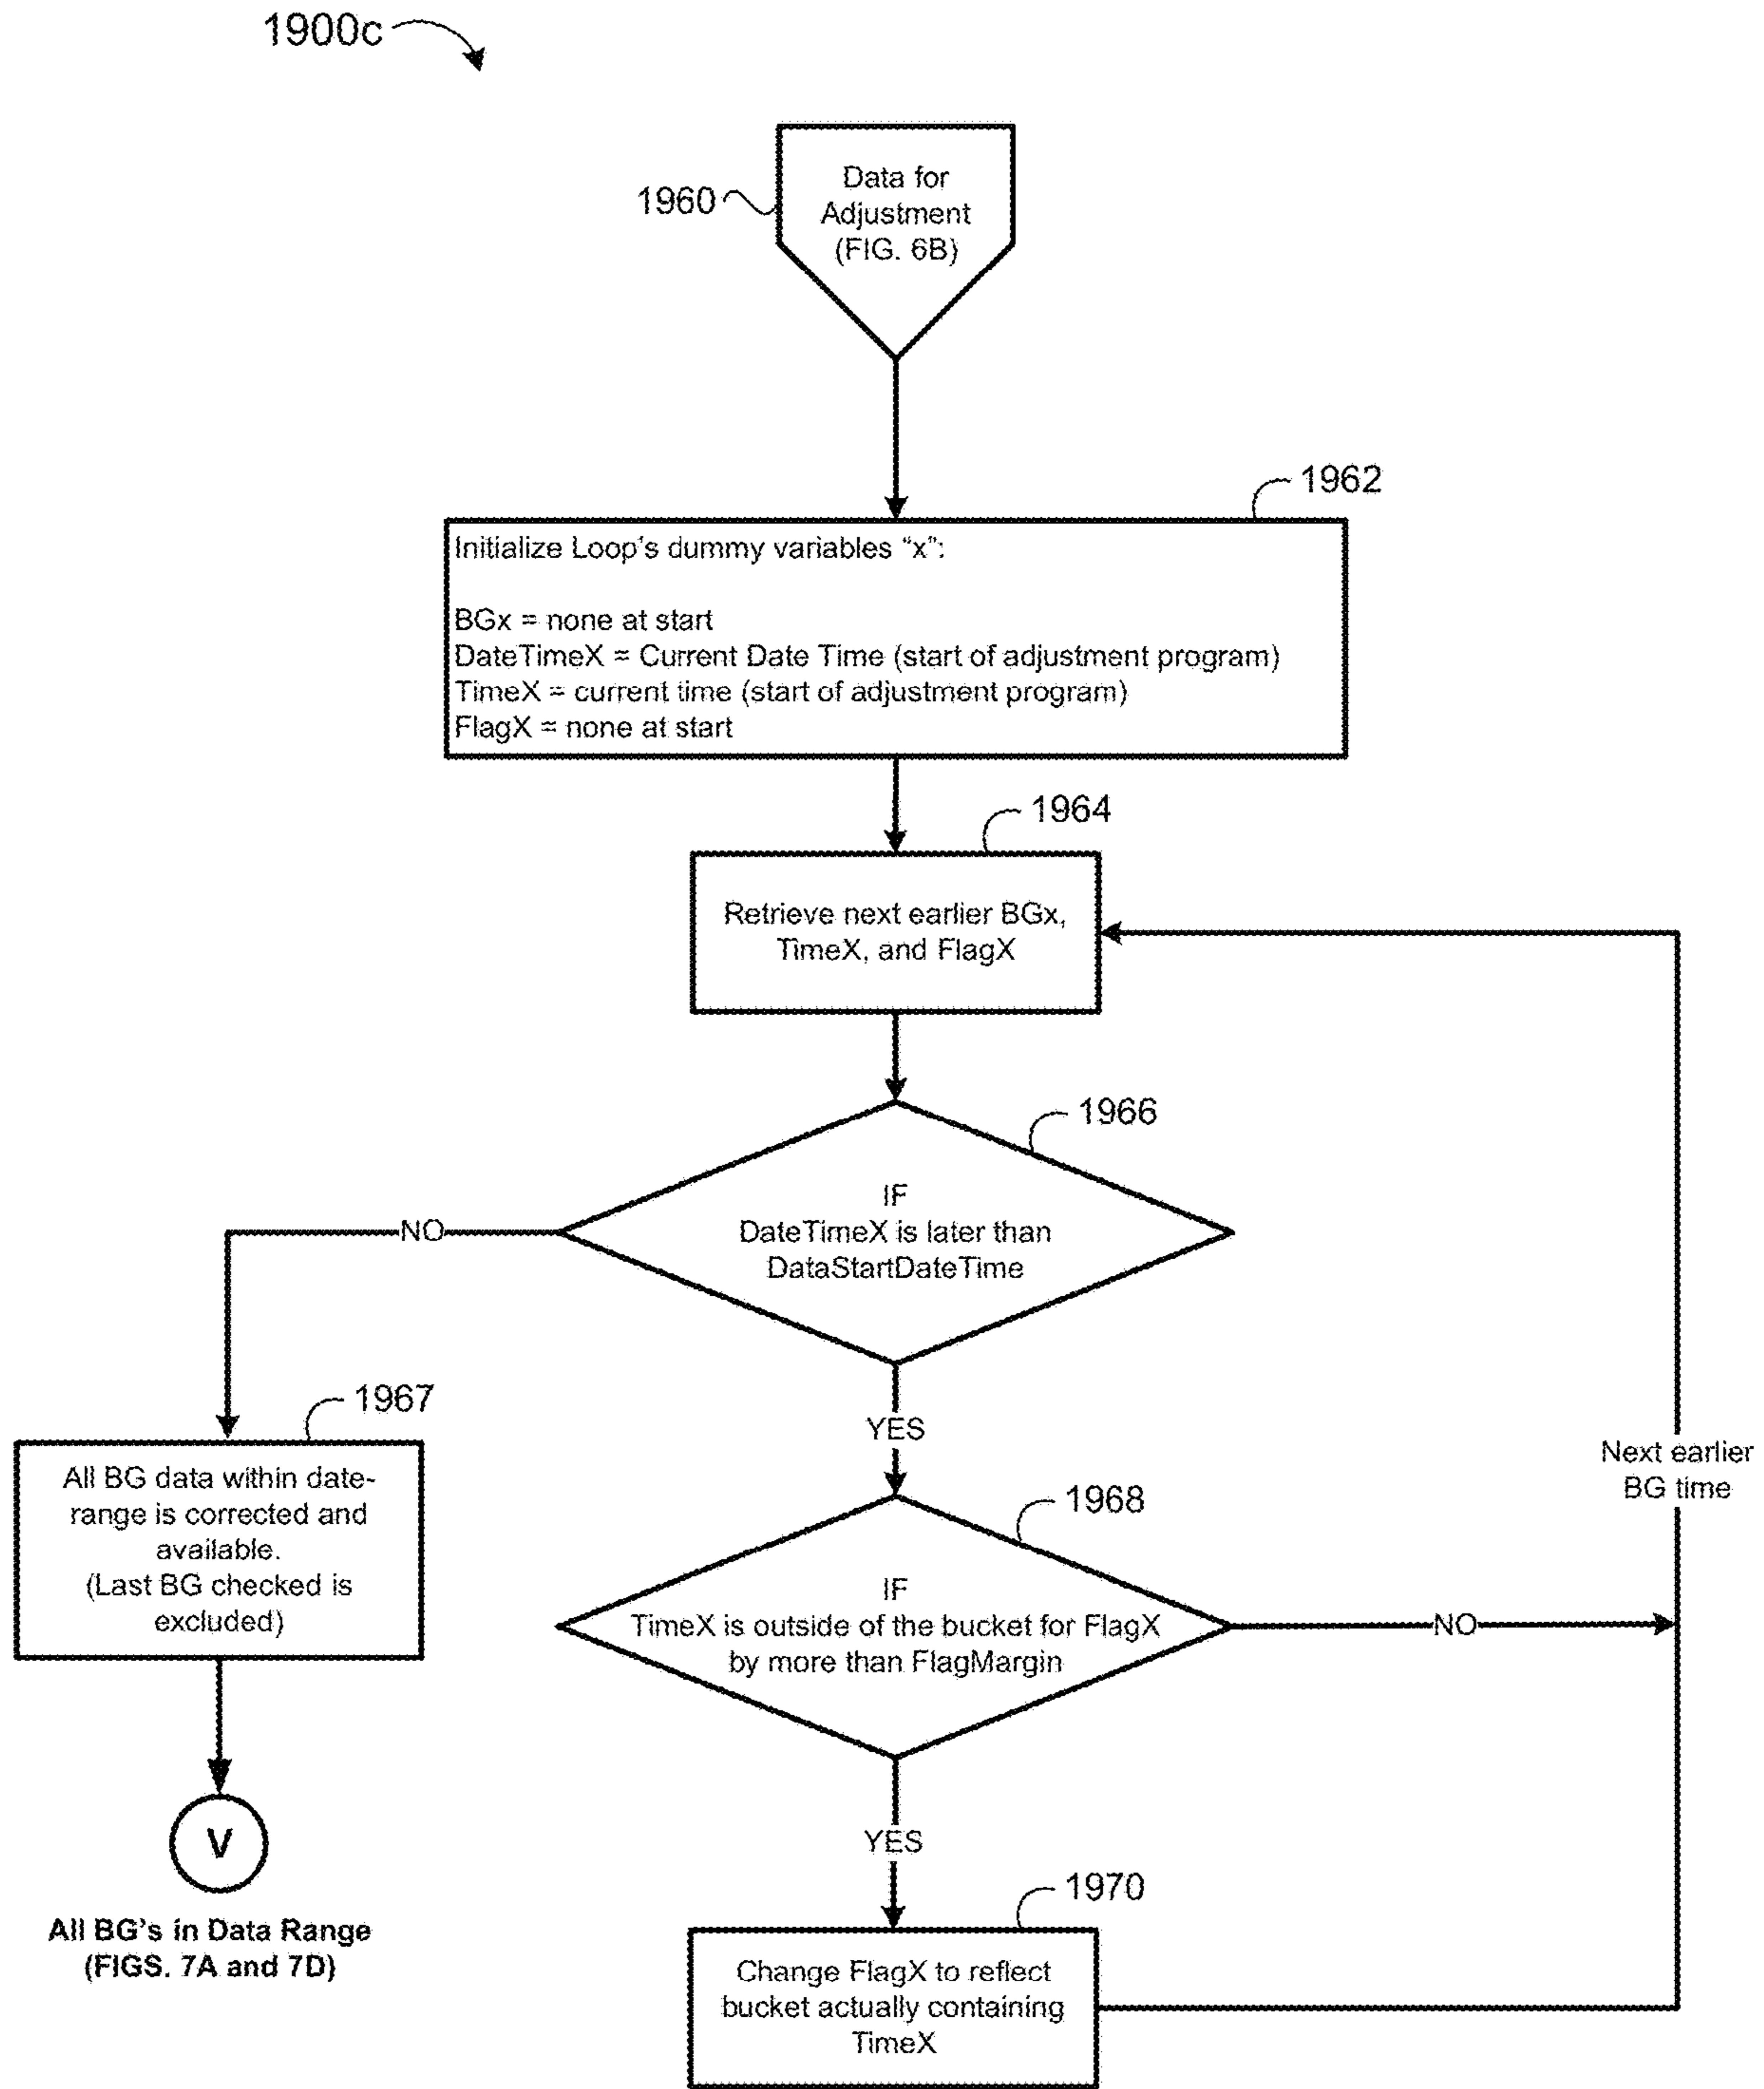 1900c
Data for
Adjustment
(FIG. 6B)
1960
1962
Initialize Loop's dummy variables “x”:
BGx = none at start
DateTimeX = Current Date Time (start of adjustment program)
TimeX = current time (start of adjustment program)
FlagX = none at start
1964
Retrieve next earlier BGx,
TimeX, and FlagX
1966
IF
DateTimeX is later than
DataStartDateTime
NO
YES
1967
All BG data within date-
range is corrected and
available.
(Last BG checked is
excluded)
V
All BG's in Data Range
(FIGS. 7A and 7D)
1968
IF
TimeX is outside of the bucket for FlagX
by more than FlagMargin
NO
Next earlier
BG time
YES
1970
Change FlagX to reflect
bucket actually containing
TimeX